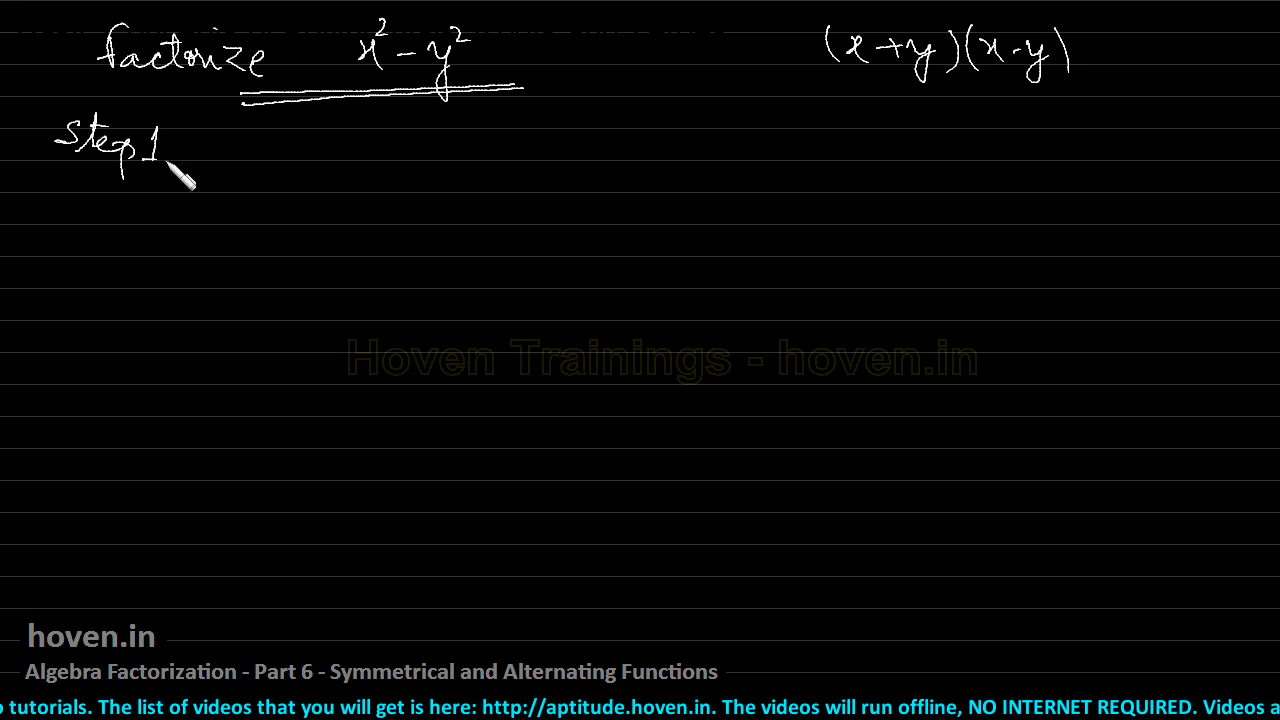 factorize x² - y² (x+y)(x-y)
Step 1
Hoven Trainings - hoven.in
hoven.in
Algebra Factorization - Part 6 - Symmetrical and Alternating Functions
tutorials. The list of videos that you will get is here: http://aptitude.hoven.in. The videos will run offline, NO INTERNET REQUIRED. Videos a